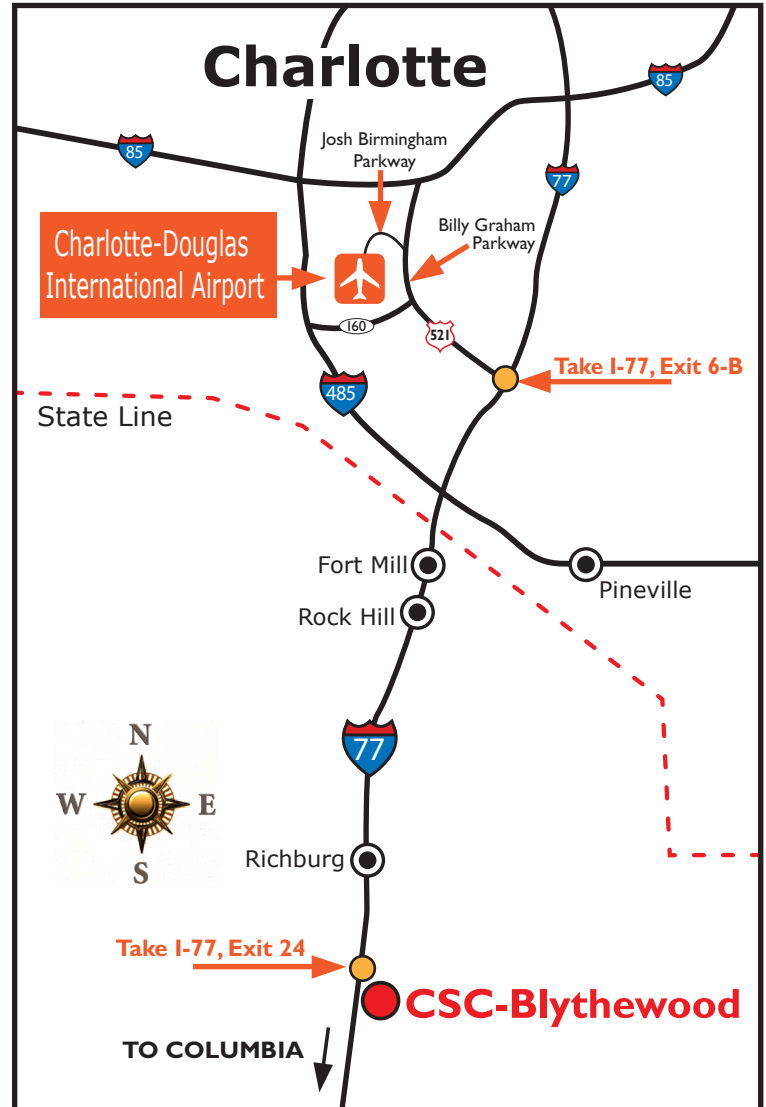 Charlotte
85
Josh Birmingham
Parkway
85
77
Billy Graham
Parkway
Charlotte-Douglas
International Airport
160
521
Take I-77, Exit 6-B
485
State Line
Fort Mill
Pineville
Rock Hill
77
N
W E
S
Richburg
Take I-77, Exit 24
CSC-Blythewood
TO COLUMBIA